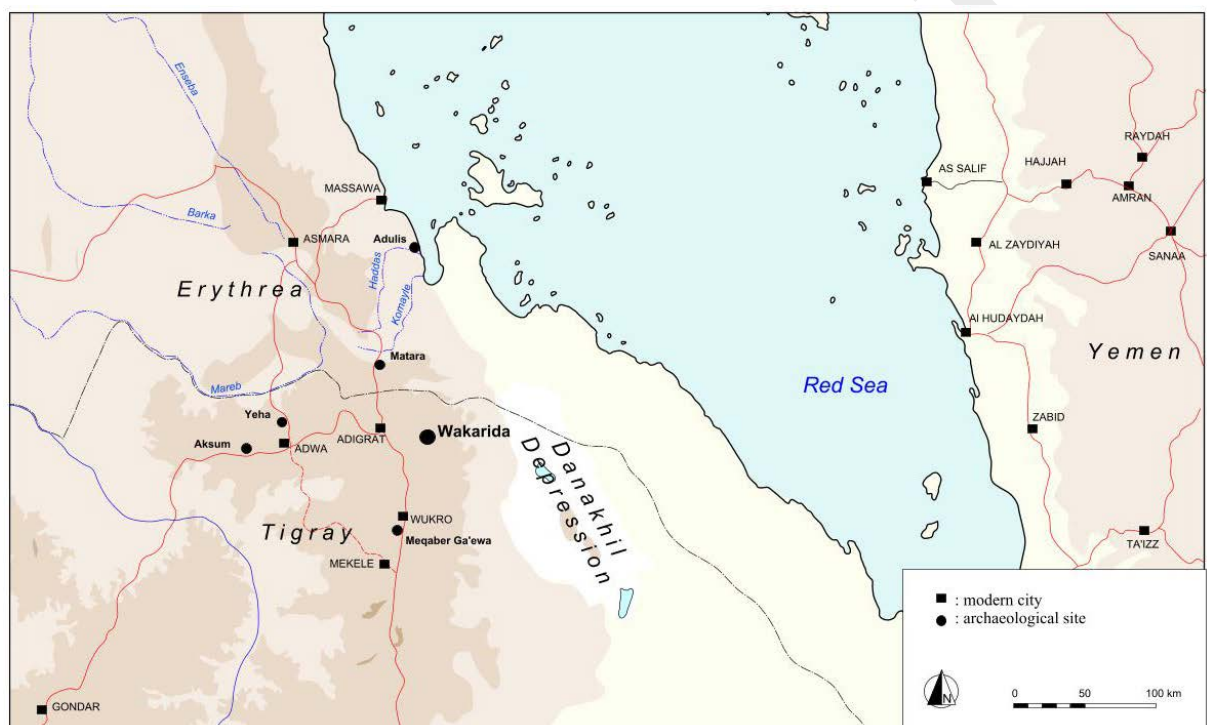 Enseba
RAYDAH
HAJJAH
AS SALIF
MASSAWA
AMRAN
Barka
ASMARA
Adulis
AL ZAYDIYAH
SANAA
Haddas
Erythrea
Komayle
Al HUDAYDAH
Matara
Yemen
Red Sea
Mareb
Yeha
ZABID
Wakarida
ADIGRAT
Aksum
ADWA
Danakhil
Depression
WUKRO
Tigray
Meqaber Ga'ewa
TA'IZZ
MEKELE
: modern city
: archaeological site
N
0 50 100 km
GONDAR